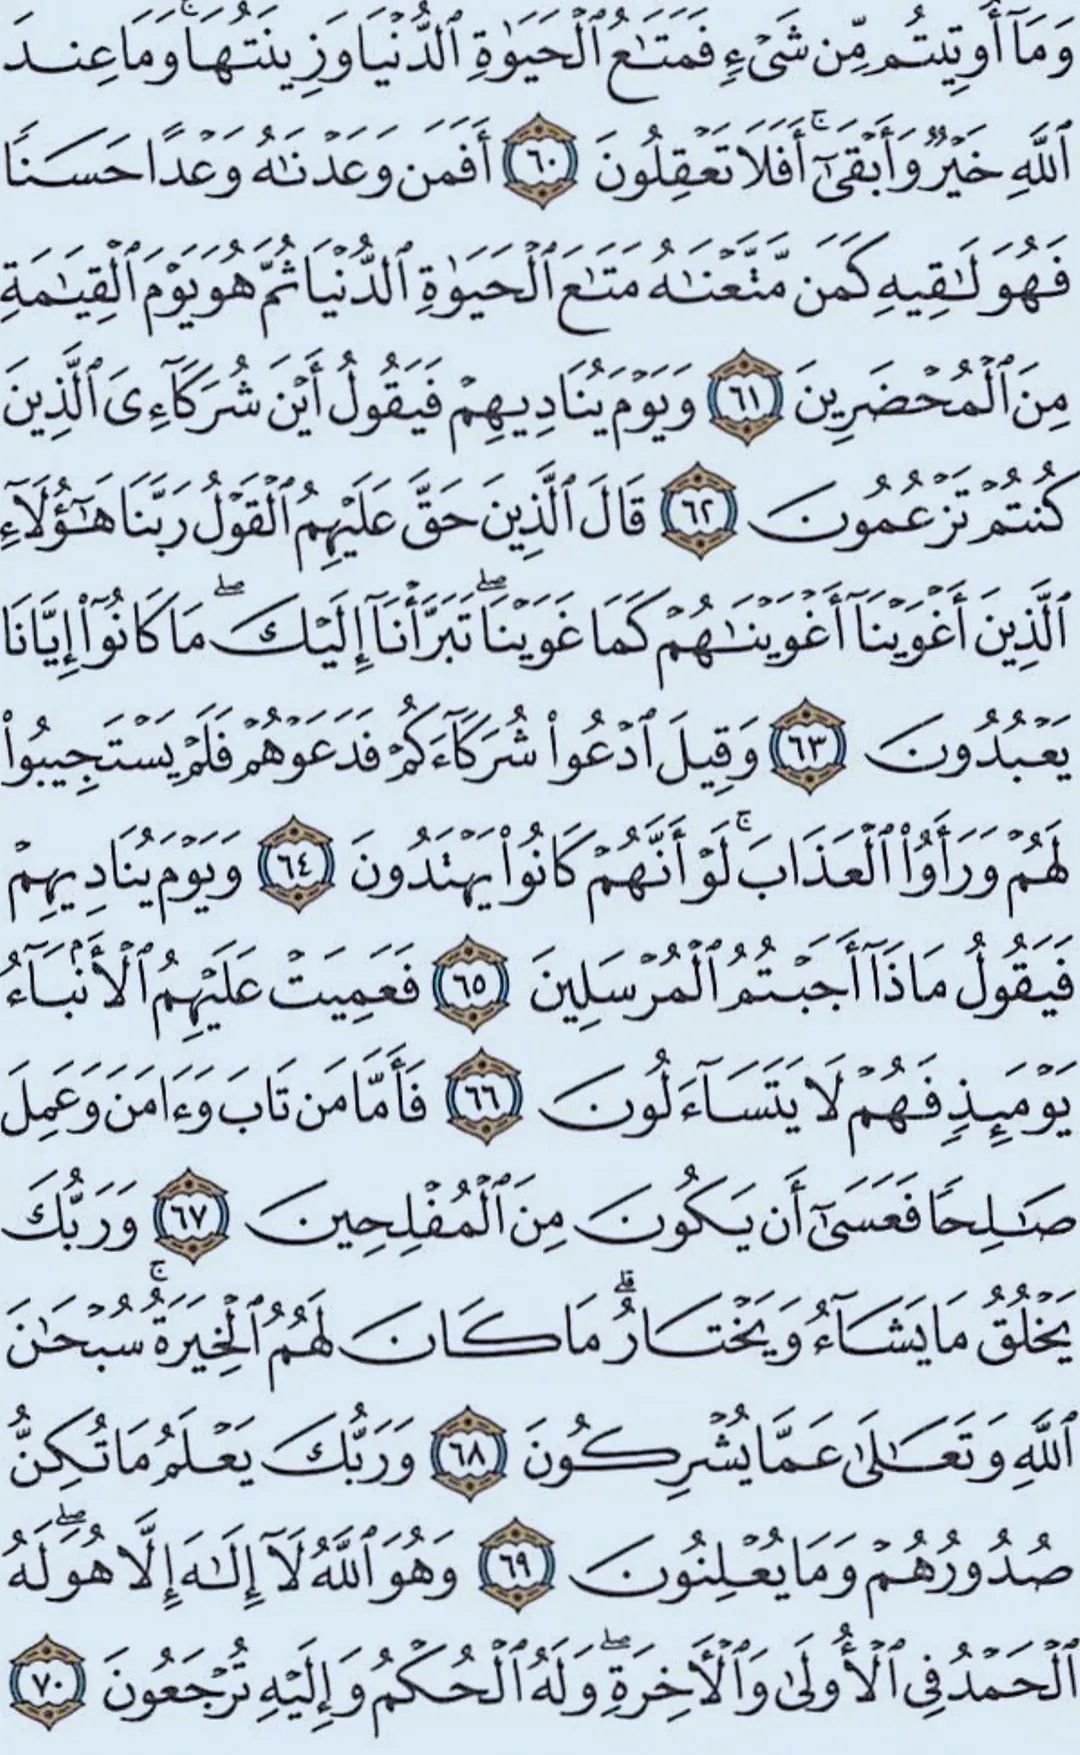 وَمَآ أُوتِيتُم مِّن شَىْءٍ فَمَتَٰعُ ٱلْحَيَوٰةِ ٱلدُّنْيَا وَزِينَتُهَا ۚ وَمَا عِندَ
ٱللَّهِ خَيْرٌ وَأَبْقَىٰٓ ۚ أَفَلَا تَعْقِلُونَ ٦٠ أَفَمَن وَعَدْنَٰهُ وَعْدًا حَسَنًا
فَهُوَ لَٰقِيهِ كَمَن مَّتَّعْنَٰهُ مَتَٰعَ ٱلْحَيَوٰةِ ٱلدُّنْيَا ثُمَّ هُوَ يَوْمَ ٱلْقِيَٰمَةِ
مِنَ ٱلْمُحْضَرِينَ ٦١ وَيَوْمَ يُنَادِيهِمْ فَيَقُولُ أَيْنَ شُرَكَآءِىَ ٱلَّذِينَ
كُنتُمْ تَزْعُمُونَ ٦٢ قَالَ ٱلَّذِينَ حَقَّ عَلَيْهِمُ ٱلْقَوْلُ رَبَّنَا هَٰٓؤُلَآءِ
ٱلَّذِينَ أَغْوَيْنَآ أَغْوَيْنَٰهُمْ كَمَا غَوَيْنَا ۖ تَبَرَّأْنَآ إِلَيْكَ ۖ مَا كَانُوٓا۟ إِيَّانَا
يَعْبُدُونَ ٦٣ وَقِيلَ ٱدْعُوا۟ شُرَكَآءَكُمْ فَدَعَوْهُمْ فَلَمْ يَسْتَجِيبُوا۟
لَهُمْ وَرَأَوُا۟ ٱلْعَذَابَ ۚ لَوْ أَنَّهُمْ كَانُوا۟ يَهْتَدُونَ ٦٤ وَيَوْمَ يُنَادِيهِمْ
فَيَقُولُ مَاذَآ أَجَبْتُمُ ٱلْمُرْسَلِينَ ٦٥ فَعَمِيَتْ عَلَيْهِمُ ٱلْأَنۢبَآءُ
يَوْمَئِذٍ فَهُمْ لَا يَتَسَآءَلُونَ ٦٦ فَأَمَّا مَن تَابَ وَءَامَنَ وَعَمِلَ
صَٰلِحًا فَعَسَىٰٓ أَن يَكُونَ مِنَ ٱلْمُفْلِحِينَ ٦٧ وَرَبُّكَ
يَخْلُقُ مَا يَشَآءُ وَيَخْتَارُ ۗ مَا كَانَ لَهُمُ ٱلْخِيَرَةُ ۚ سُبْحَٰنَ
ٱللَّهِ وَتَعَٰلَىٰ عَمَّا يُشْرِكُونَ ٦٨ وَرَبُّكَ يَعْلَمُ مَا تُكِنُّ
صُدُورُهُمْ وَمَا يُعْلِنُونَ ٦٩ وَهُوَ ٱللَّهُ لَآ إِلَٰهَ إِلَّا هُوَ ۖ لَهُ
ٱلْحَمْدُ فِى ٱلْأُولَىٰ وَٱلْءَاخِرَةِ ۖ وَلَهُ ٱلْحُكْمُ وَإِلَيْهِ تُرْجَعُونَ ٧٠